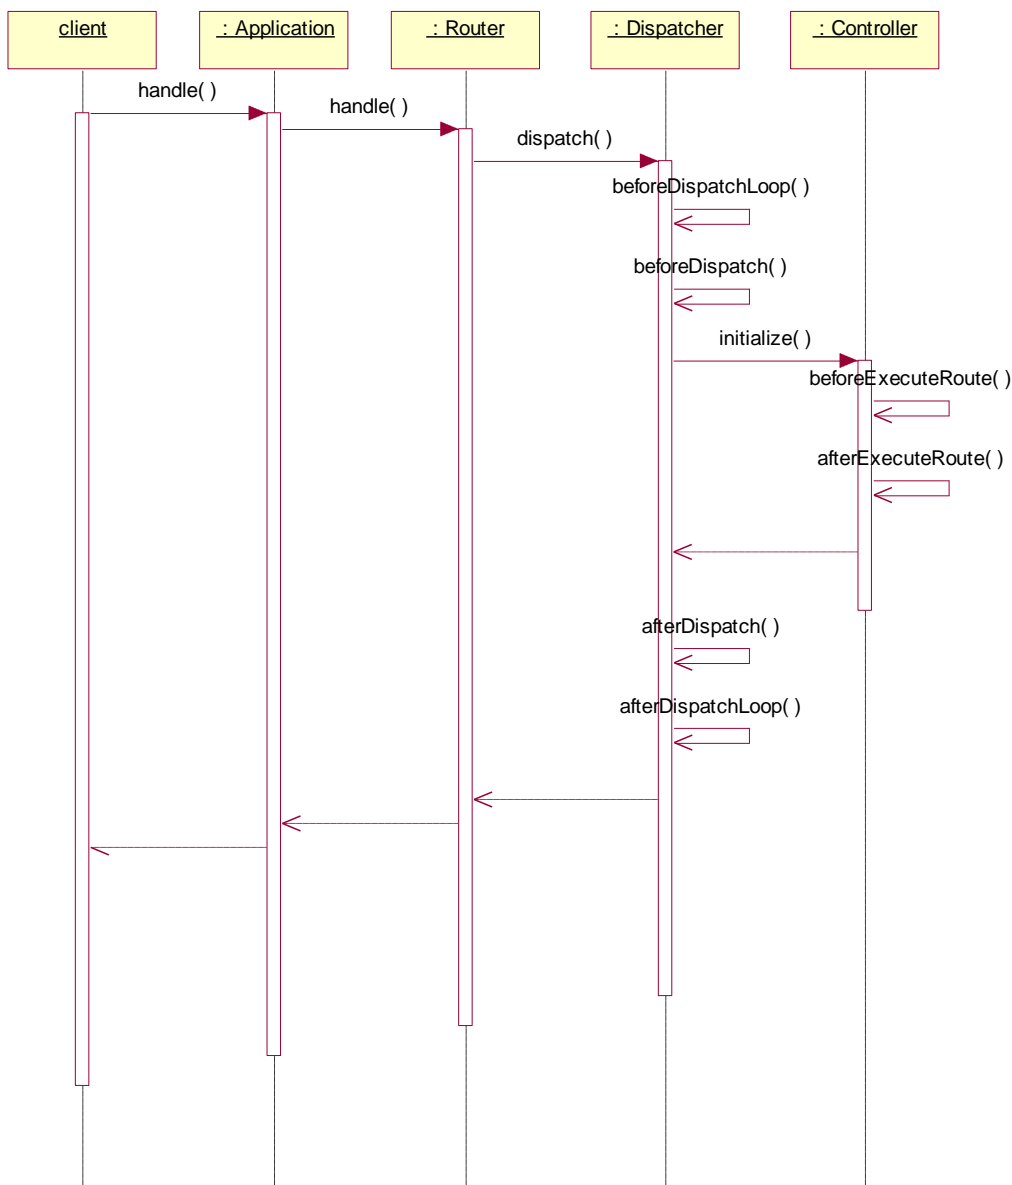 client
: Application
: Router
: Dispatcher
: Controller
handle( )
handle( )
dispatch( )
beforeDispatchLoop( )
beforeDispatch( )
initialize( )
beforeExecuteRoute( )
afterExecuteRoute( )
afterDispatch( )
afterDispatchLoop( )